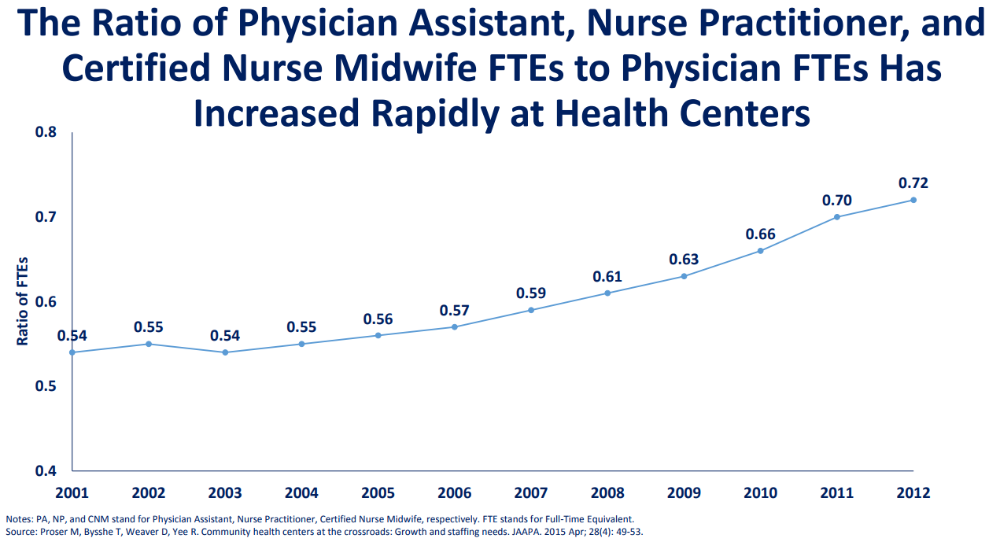 The Ratio of Physician Assistant, Nurse Practitioner, and
Certified Nurse Midwife FTEs to Physician FTEs Has
Increased Rapidly at Health Centers
0.8
0.7
0.6
0.5
0.4
Ratio of FTEs
0.54
0.55
0.54
0.55
0.56
0.57
0.59
0.61
0.63
0.66
0.70
0.72
2001 2002 2003 2004 2005 2006 2007 2008 2009 2010 2011 2012
Notes: PA, NP, and CNM stand for Physician Assistant, Nurse Practitioner, Certified Nurse Midwife, respectively. FTE stands for Full-Time Equivalent.
Source: Proser M, Bysshe T, Weaver D, Yee R. Community health centers at the crossroads: Growth and staffing needs. JAAPA. 2015 Apr; 28(4): 49-53.